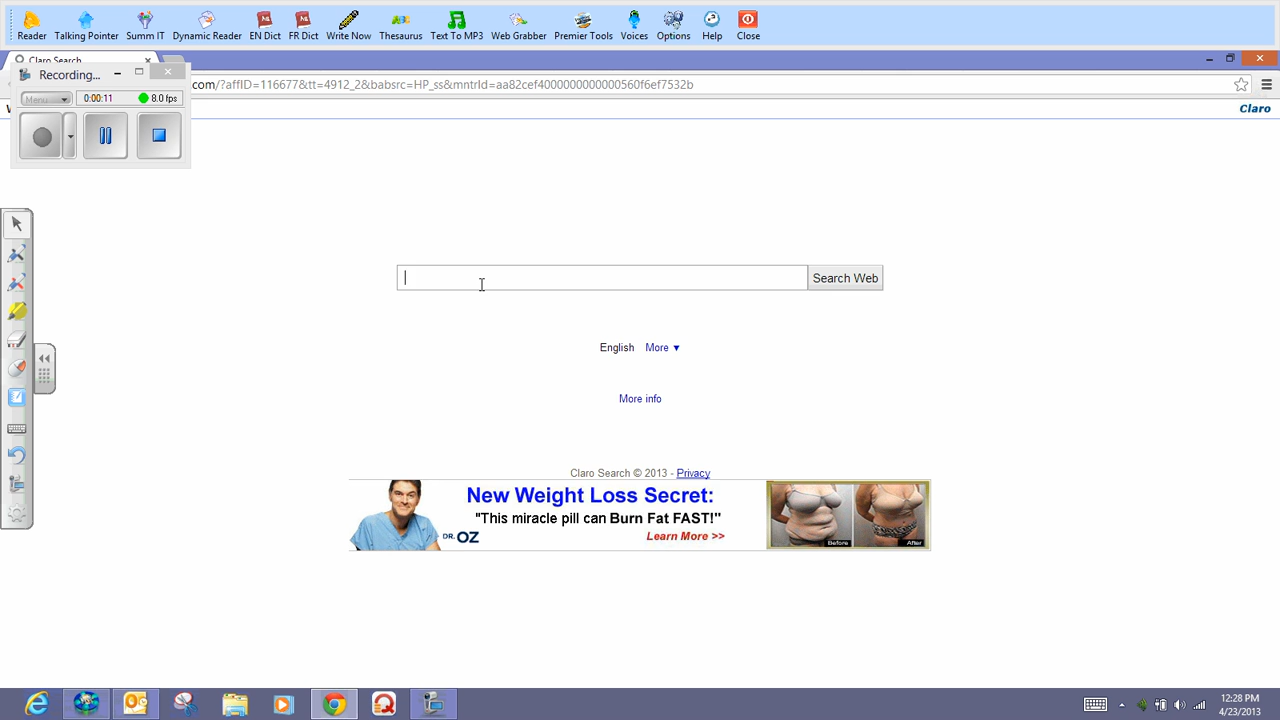 Reader Talking Pointer Summ IT Dynamic Reader EN Dict FR Dict Write Now Thesaurus Text To MP3 Web Grabber Premier Tools Voices Options Help Close
Claro Search
Recording...
.com/?affID=116677&tt=4912_2&babsrc=HP_ss&mntrId=aa82cef4000000000000560f6ef7532b
Menu 0:00:11 8.0 fps
Claro
Search Web
English More ▼
More info
Claro Search © 2013 - Privacy
New Weight Loss Secret:
"This miracle pill can Burn Fat FAST!"
DR. OZ
Learn More >>
Before After
12:28 PM
4/23/2013